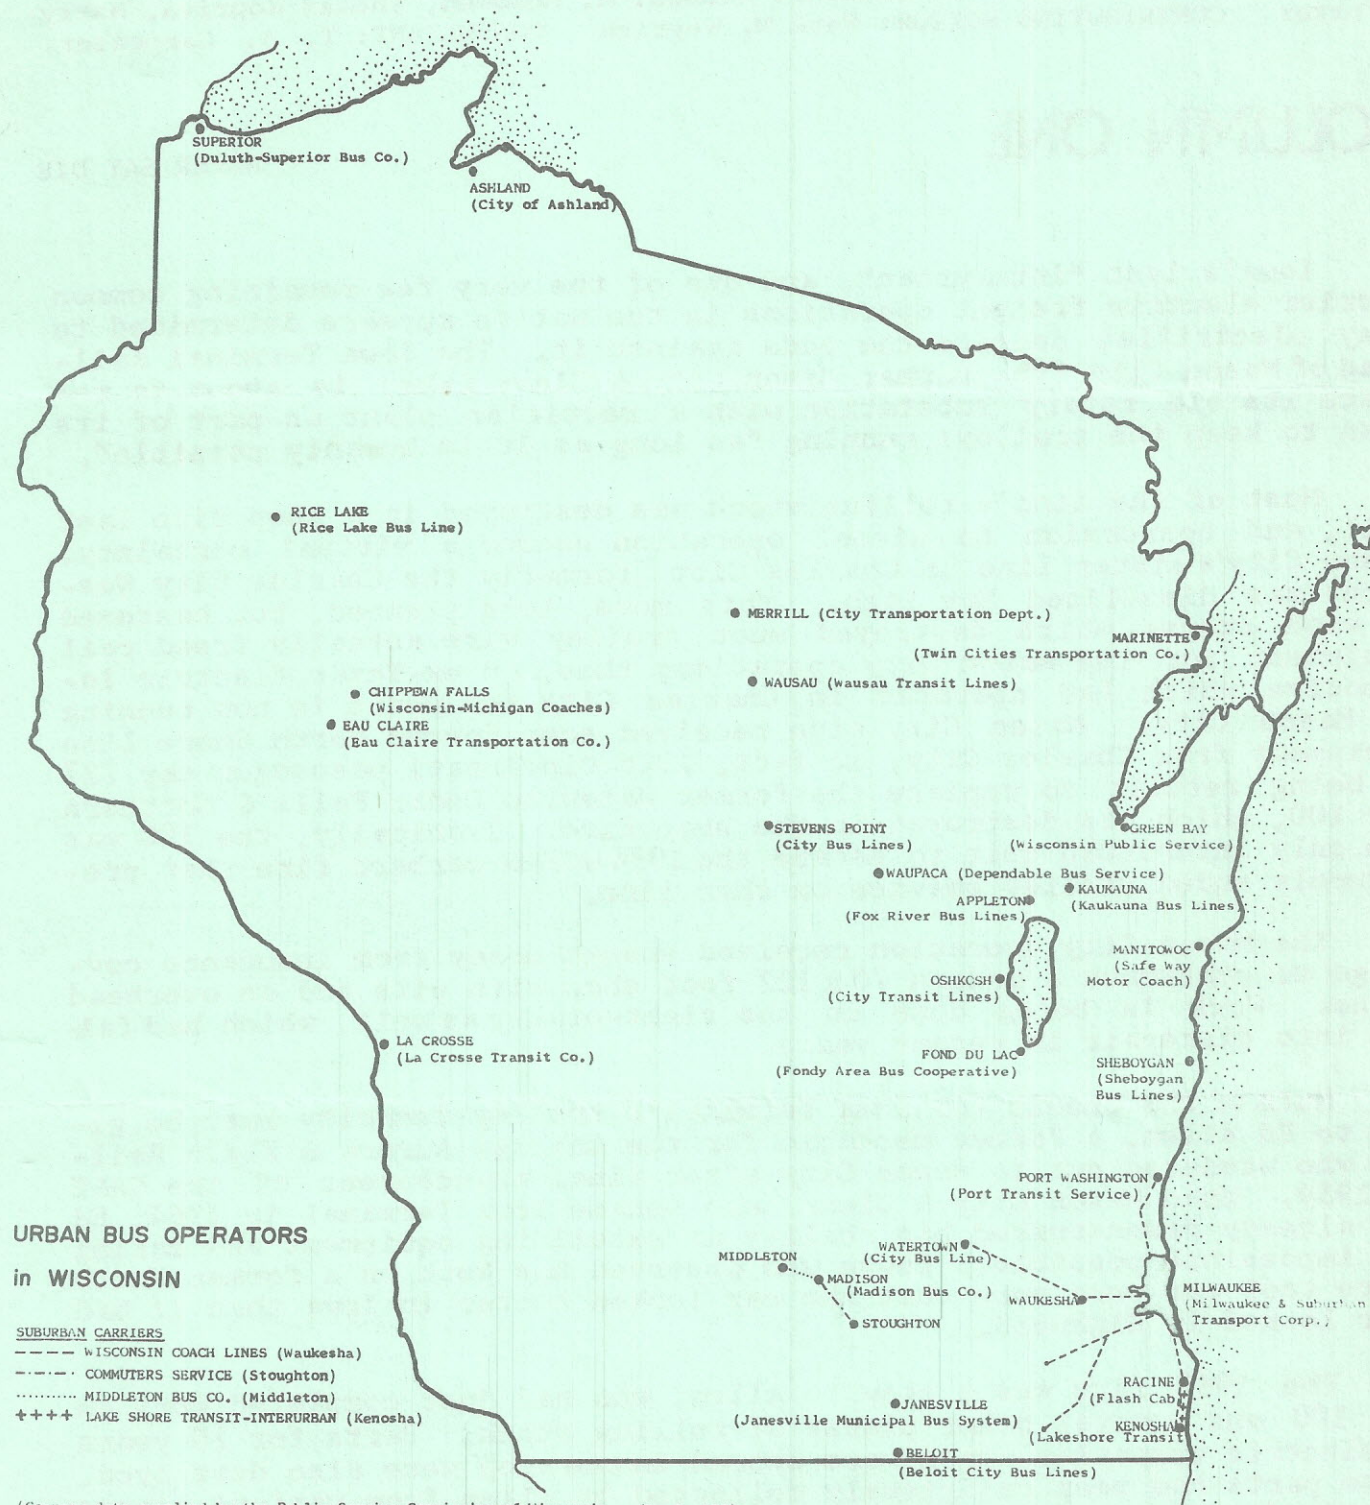 SUPERIOR
(Duluth-Superior Bus Co.)
ASHLAND
(City of Ashland)
RICE LAKE
(Rice Lake Bus Line)
MERRILL (City Transportation Dept.)
MARINETTE
(Twin Cities Transportation Co.)
WAUSAU (Wausau Transit Lines)
CHIPPEWA FALLS
(Wisconsin-Michigan Coaches)
EAU CLAIRE
(Eau Claire Transportation Co.)
STEVENS POINT
(City Bus Lines)
GREEN BAY
(Wisconsin Public Service)
WAUPACA (Dependable Bus Service)
KAUKAUNA
(Kaukauna Bus Lines)
APPLETON
(Fox River Bus Lines)
MANITOWOC
(Safe Way
Motor Coach)
OSHKOSH
(City Transit Lines)
LA CROSSE
(La Crosse Transit Co.)
FOND DU LAC
(Fondy Area Bus Cooperative)
SHEBOYGAN
(Sheboygan
Bus Lines)
PORT WASHINGTON
(Port Transit Service)
WATERTOWN
(City Bus Line)
MIDDLETON
MADISON
(Madison Bus Co.)
STOUGHTON
WAUKESHA
MILWAUKEE
(Milwaukee & Suburban
Transport Corp.)
RACINE
(Flash Cab)
KENOSHA
(Lakeshore Transit
JANESVILLE
(Janesville Municipal Bus System)
BELOIT
(Beloit City Bus Lines)
URBAN BUS OPERATORS
in WISCONSIN
SUBURBAN CARRIERS
WISCONSIN COACH LINES (Waukesha)
COMMUTERS SERVICE (Stoughton)
MIDDLETON BUS CO. (Middleton)
LAKE SHORE TRANSIT-INTERURBAN (Kenosha)